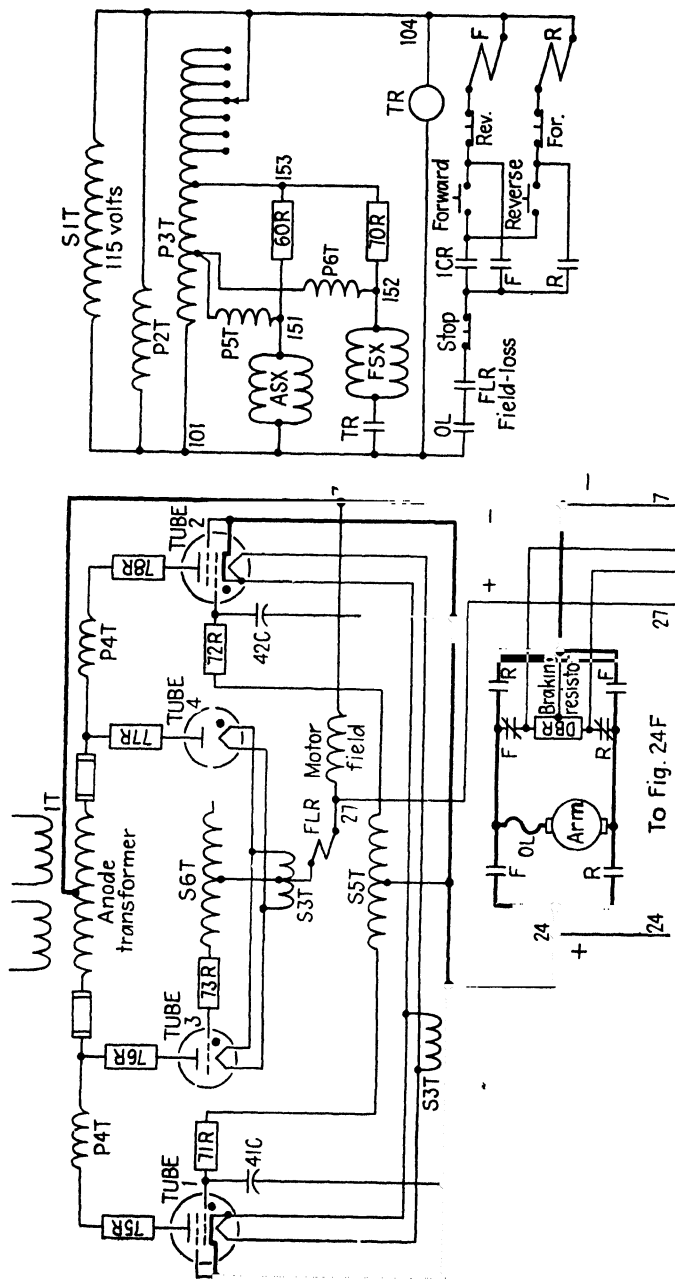 1T
Anode
transformer
P4T
P4T
75R
76R
77R
78R
TUBE
1
TUBE
3
TUBE
4
TUBE
2
73R
S6T
S3T
71R
41C
72R
42C
FLR
Motor
field
27
S5T
S3T
7
S1T
115 volts
P2T
P3T
101
P5T
P6T
60R
70R
153
151
152
ASX
FSX
TR
TR
104
OL
FLR
Field-loss
Stop
1CR
F
R
Forward
Reverse
Rev.
For.
F
R
24
+
24
F
R
OL
Arm
F
R
Brakin
resisto
DBR
R
F
To Fig. 24F
+
-
27
-
7